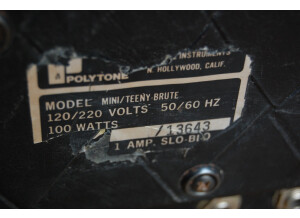 INSTRUMENTS
POLYTONE
N. HOLLYWOOD, CALIF.
MODEL MINI/TEENY-BRUTE
120/220 VOLTS 50/60 HZ
100 WATTS /13643
1 AMP. SLO-BLO